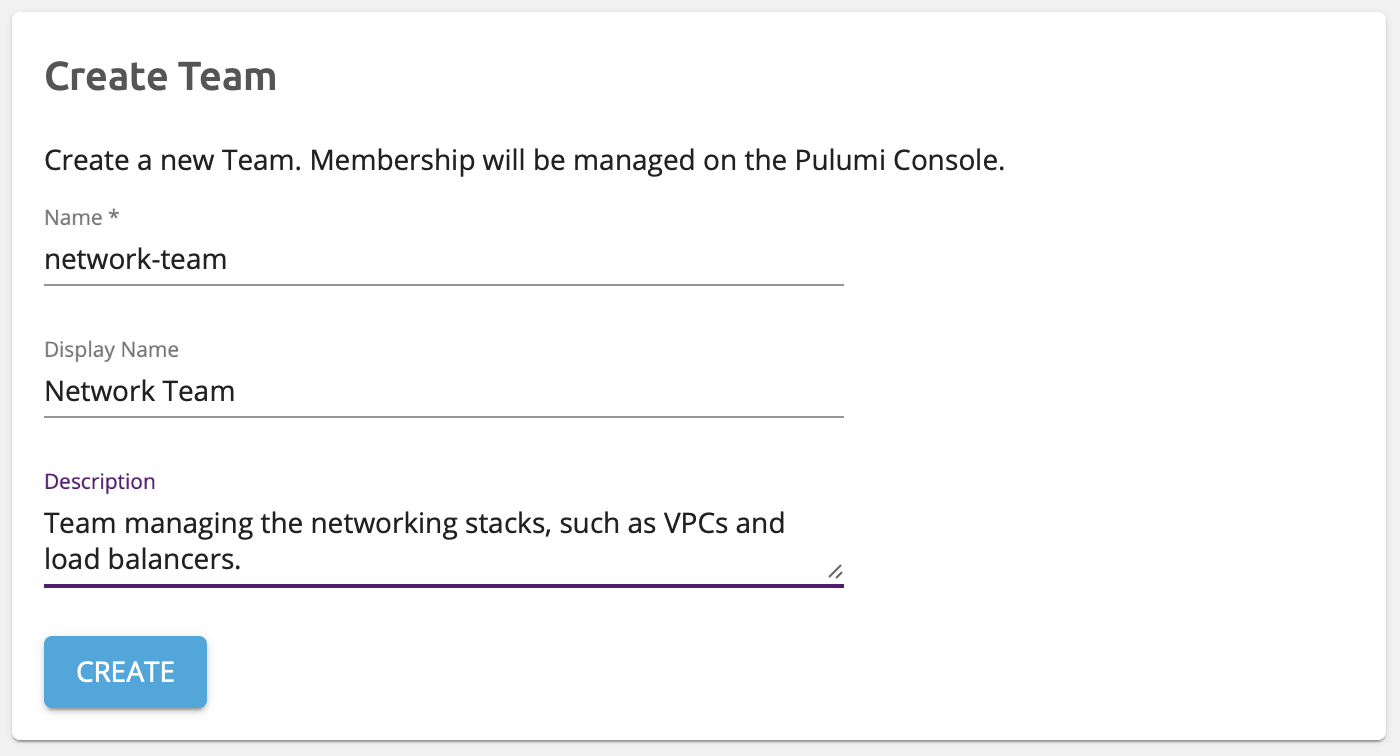 Create Team
Create a new Team. Membership will be managed on the Pulumi Console.
Name *
network-team
Display Name
Network Team
Description
Team managing the networking stacks, such as VPCs and
load balancers.
CREATE